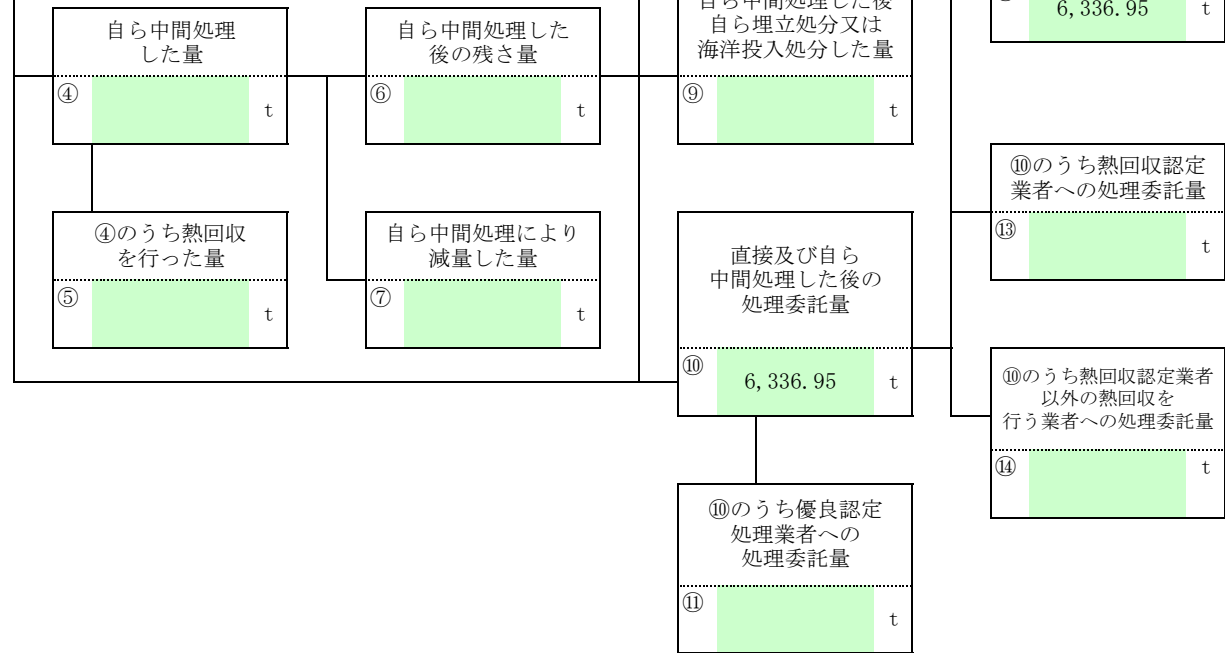 自ら中間処理
した量
④
t
自ら中間処理した
後の残さ量
⑥
t
自ら中間処理した後
自ら埋立処分又は
海洋投入処分した量
⑨
t
6,336.95 t
④のうち熱回収
を行った量
⑤
t
自ら中間処理により
減量した量
⑦
t
直接及び自ら
中間処理した後の
処理委託量
⑩
6,336.95 t
⑩のうち熱回収認定
業者への処理委託量
⑬
t
⑩のうち熱回収認定業者
以外の熱回収を
行う業者への処理委託量
⑭
t
⑩のうち優良認定
処理業者への
処理委託量
⑪
t